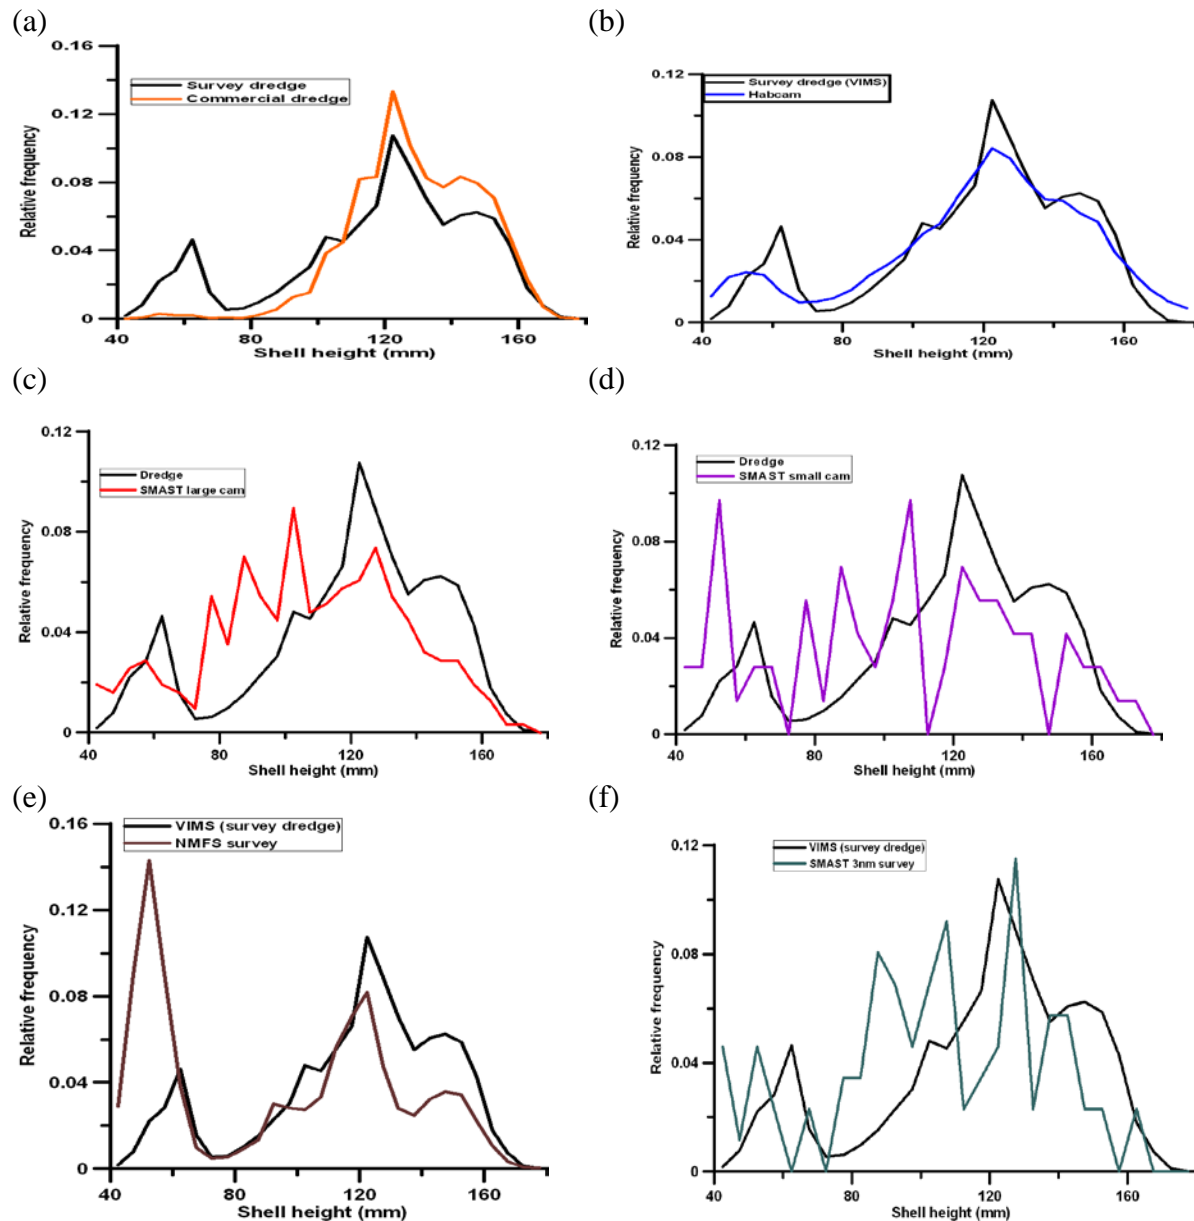 (a)
0.16
Survey dredge
Commercial dredge
0.12
0.08
0.04
0
Relative frequency
40
80
120
160
Shell height (mm)
(b)
0.12
Survey dredge (VIMS)
Habcam
0.08
0.04
0
Relative frequency
40
80
120
160
Shell height (mm)
(c)
0.12
Dredge
SMAST large cam
0.08
0.04
0
Relative frequency
40
80
120
160
Shell height (mm)
(d)
0.12
Dredge
SMAST small cam
0.08
0.04
0
Relative frequency
40
80
120
160
Shell height (mm)
(e)
0.16
VIMS (survey dredge)
NMFS survey
0.12
0.08
0.04
0
Relative frequency
40
80
120
160
Shell height (mm)
(f)
0.12
VIMS (survey dredge)
SMAST 3nm survey
0.08
0.04
0
Relative frequency
40
80
120
160
Shell height (mm)